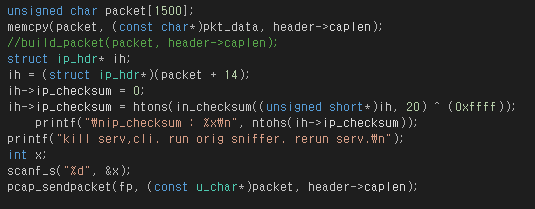 unsigned char packet[1500];
memcpy(packet, (const char*)pkt_data, header->caplen);
//build_packet(packet, header->caplen);
struct ip_hdr* ih;
ih = (struct ip_hdr*)(packet + 14);
ih->ip_checksum = 0;
ih->ip_checksum = htons(in_checksum((unsigned short*)ih, 20) ^ (0xffff));
printf("₩nip_checksum : %x₩n", ntohs(ih->ip_checksum));
printf("kill serv,cli. run orig sniffer. rerun serv.₩n");
int x;
scanf_s("%d", &x);
pcap_sendpacket(fp, (const u_char*)packet, header->caplen);